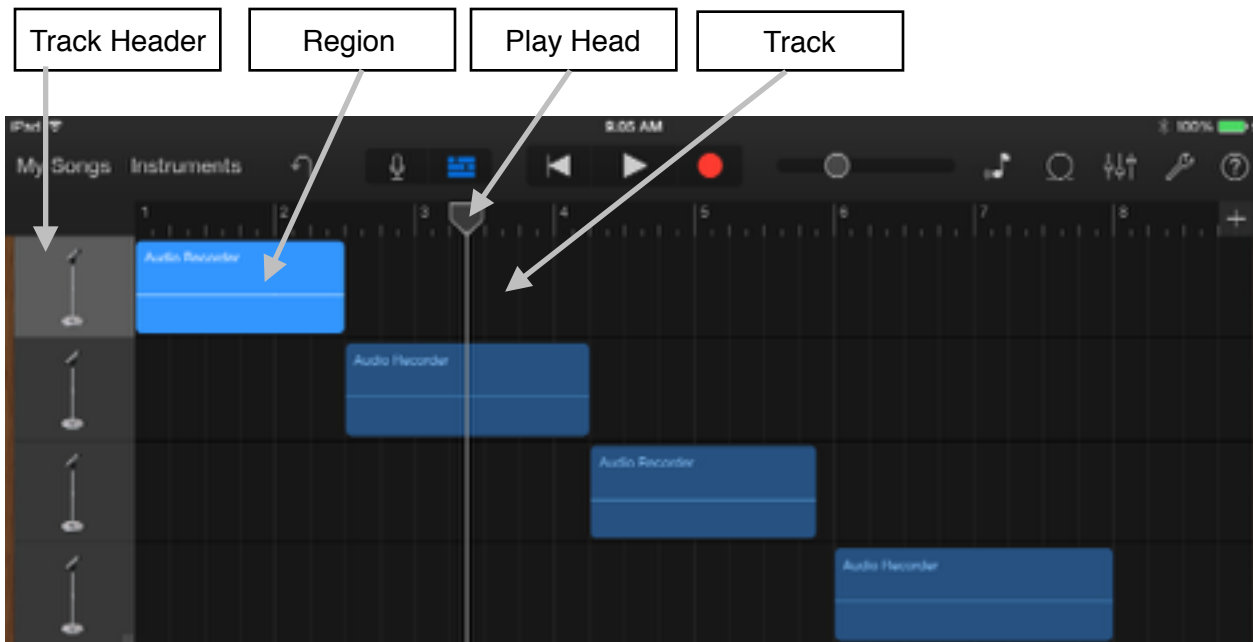 Track Header Region Play Head Track
iPad 9:05 AM 100%
My Songs Instruments
1 2 3 4 5 6 7 8
Audio Recorder
Audio Recorder
Audio Recorder
Audio Recorder